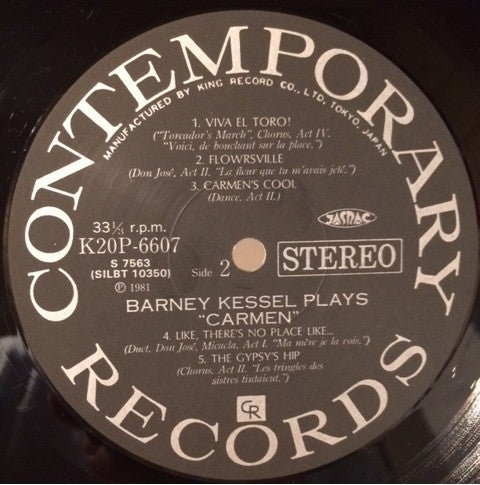 CONTEMPORARY
MANUFACTURED BY KING RECORD CO., LTD, TOKYO, JAPAN
1. VIVA EL TORO!
("Toreador's March", Chorus, Act IV.
"Voici, de bouchant sur la place.")
2. FLOWRSVILLE
(Don José, Act II, "La fleur que tu m'avais jeté.")
3. CARMEN'S COOL
(Dance, Act II.)
33⅓ r.p.m.
K20P-6607
S 7563
(SILBT 10350)
Ⓟ 1981
Side 2
JASRAC
STEREO
BARNEY KESSEL PLAYS
"CARMEN"
4. LIKE, THERE'S NO PLACE LIKE...
(Duet, Don José, Micaela, Act I. "Ma mère je la vois.")
5. THE GYPSY'S HIP
(Chorus, Act II. "Les tringles des
sistres tintaient.")
CR
RECORDS